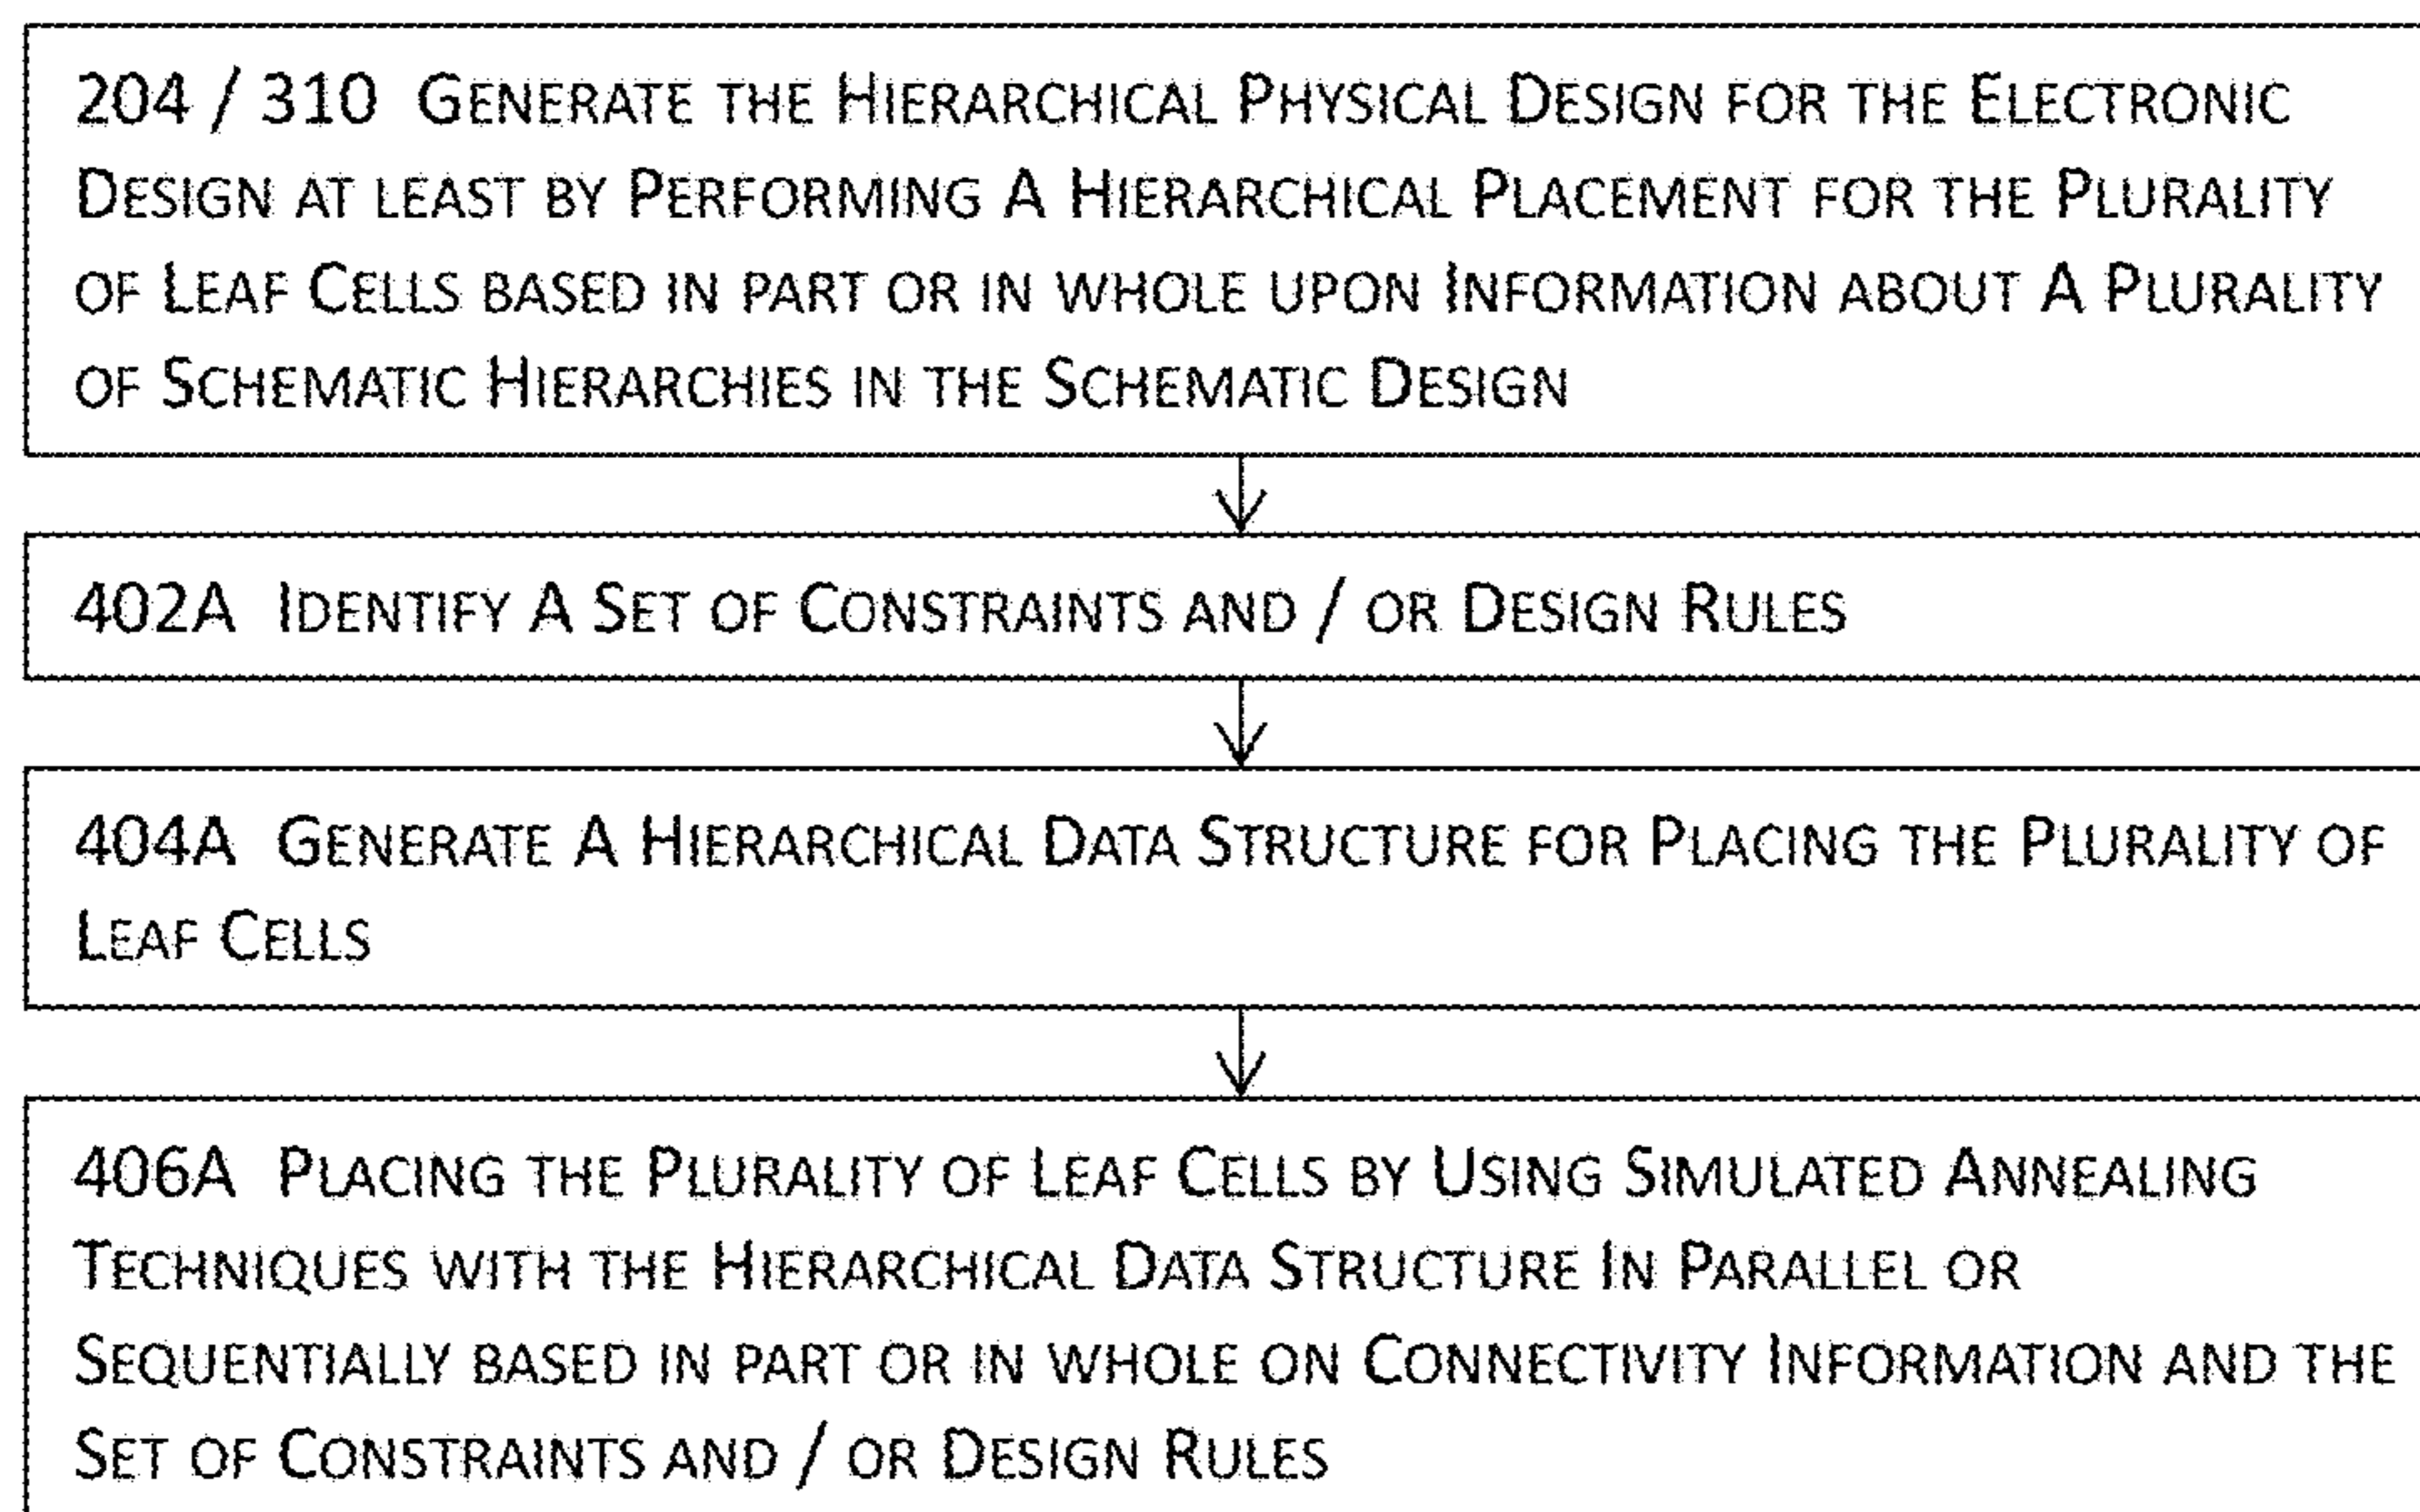 204 / 310 Generate the Hierarchical Physical Design for the Electronic
Design at least by Performing A Hierarchical Placement for the Plurality
of Leaf Cells based in part or in whole upon Information about A Plurality
of Schematic Hierarchies in the Schematic Design
402A Identify A Set of Constraints and / or Design Rules
404A Generate A Hierarchical Data Structure for Placing the Plurality of
Leaf Cells
406A Placing the Plurality of Leaf Cells by Using Simulated Annealing
Techniques with the Hierarchical Data Structure In Parallel or
Sequentially based in part or in whole on Connectivity Information and the
Set of Constraints and / or Design Rules